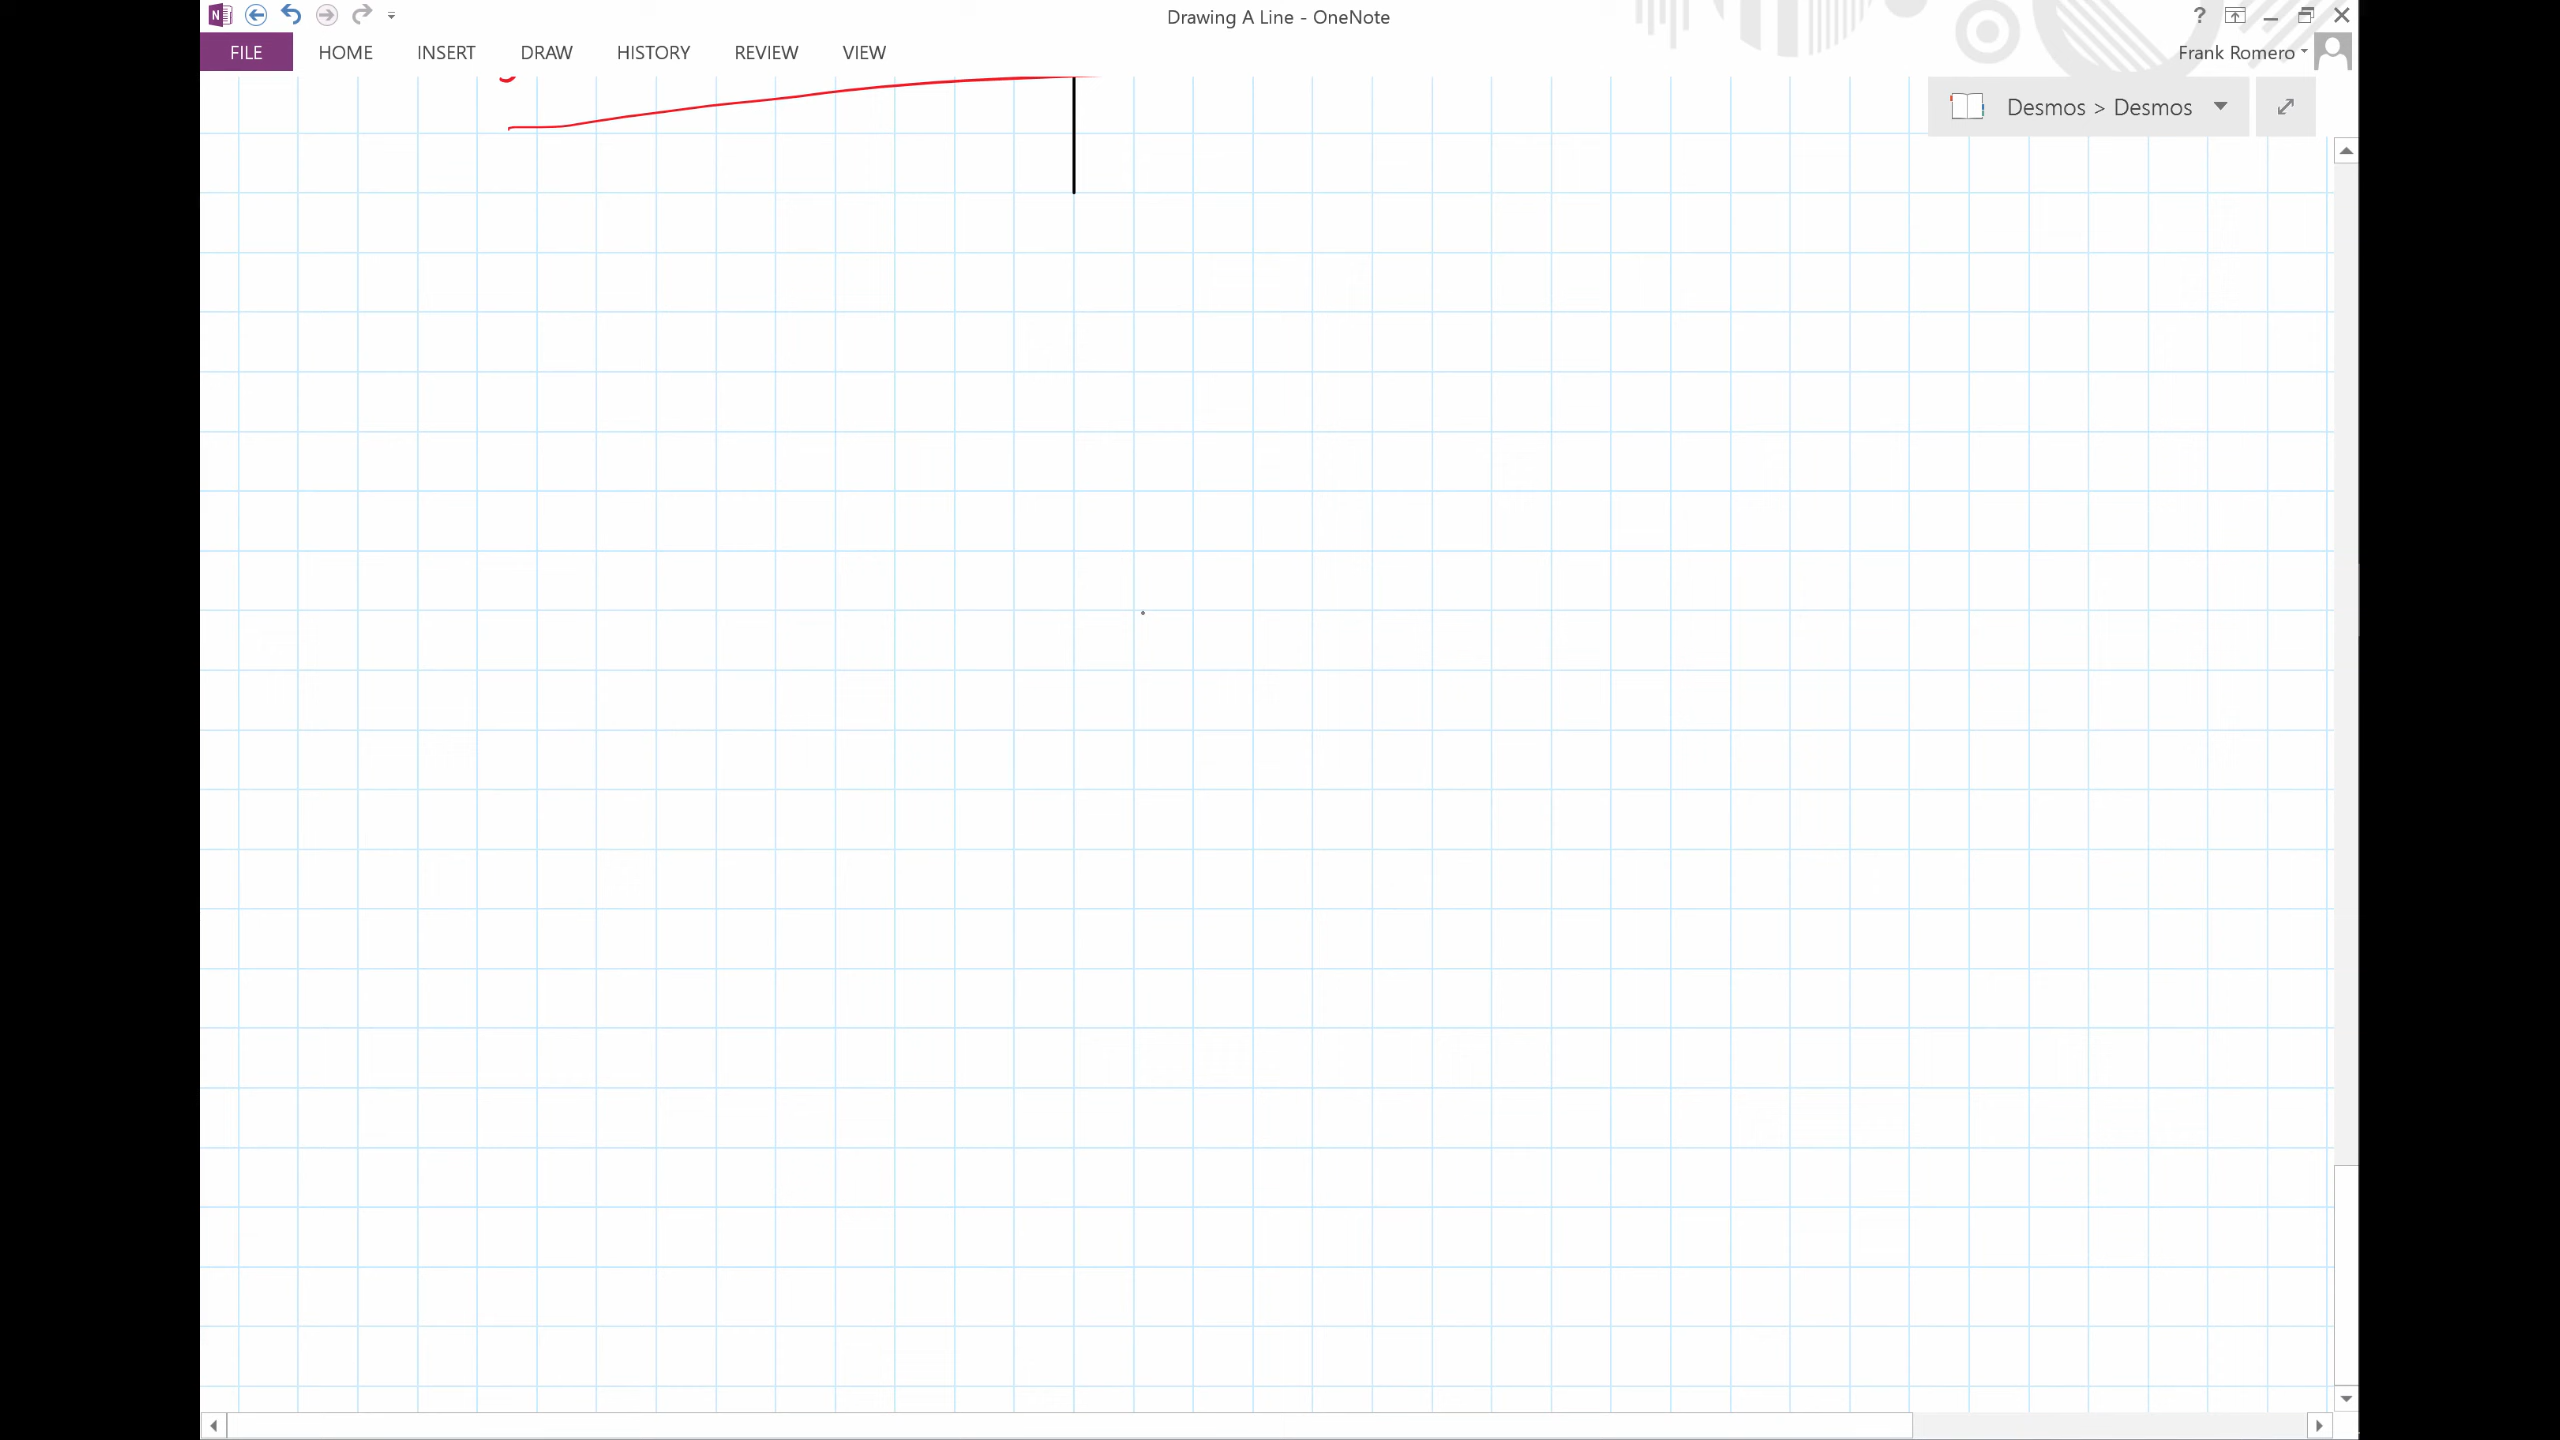 Drawing A Line - OneNote
FILE HOME INSERT DRAW HISTORY REVIEW VIEW
Frank Romero
Desmos > Desmos